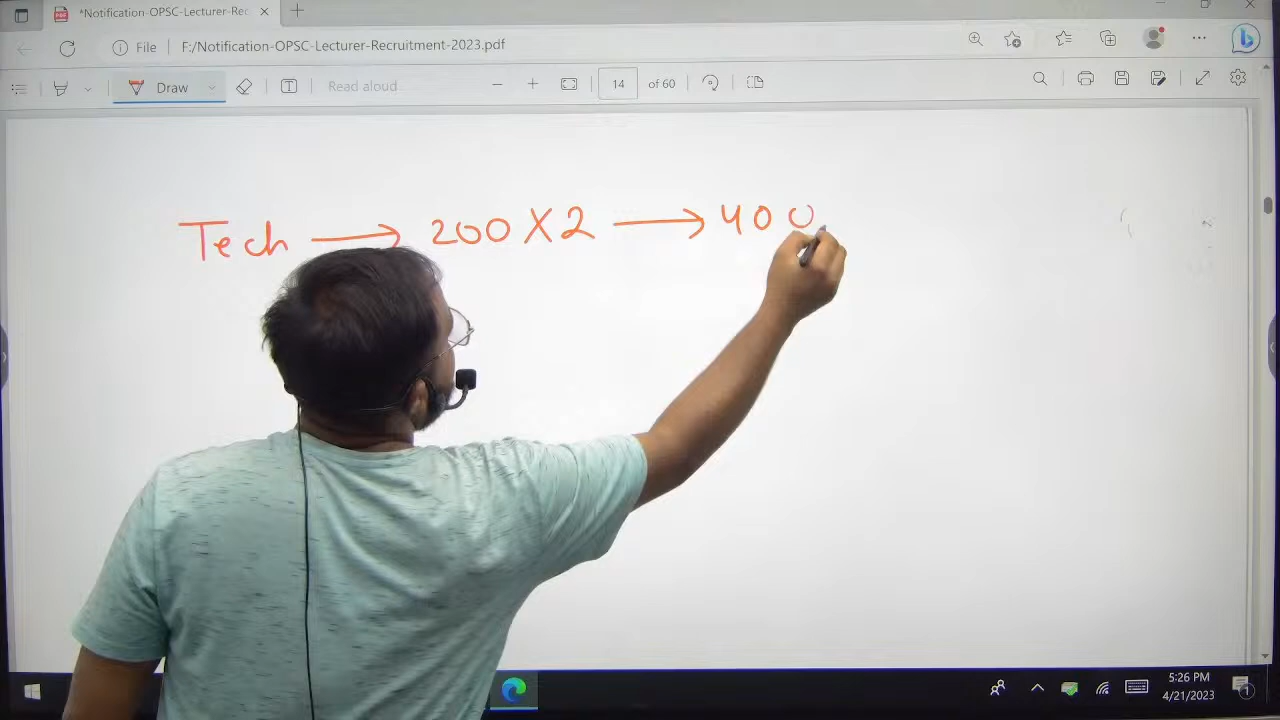 *Notification-OPSC-Lecturer-Rec
File F:/Notification-OPSC-Lecturer-Recruitment-2023.pdf
Draw Read aloud 14 of 60
Tech → 200 X 2 → 400
5:26 PM
4/21/2023